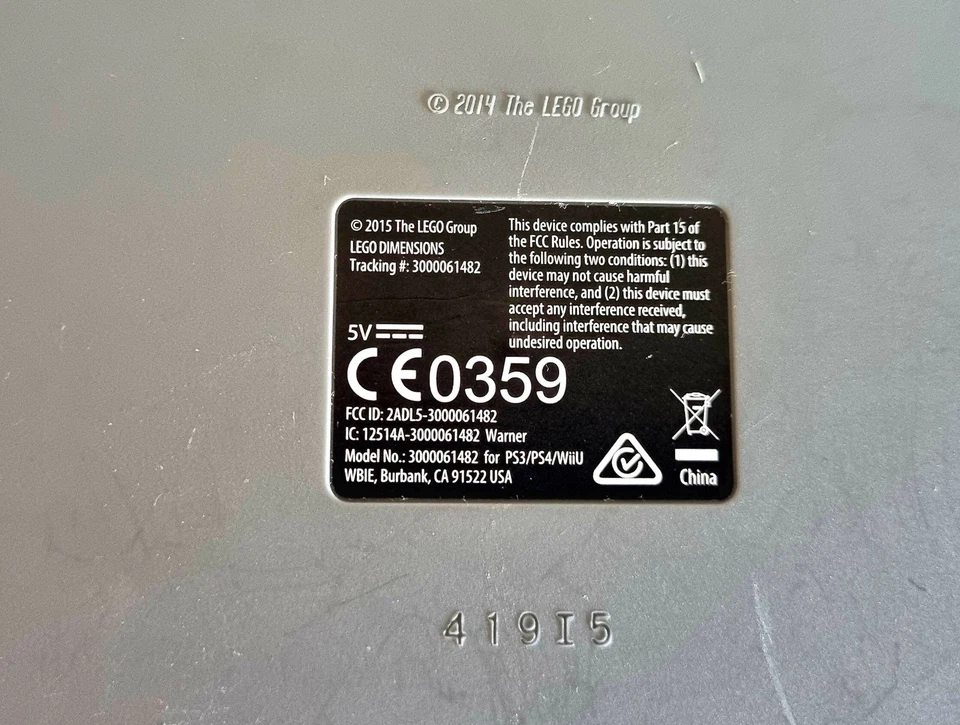 © 2014 The LEGO Group
© 2015 The LEGO Group
LEGO DIMENSIONS
Tracking #: 3000061482
This device complies with Part 15 of
the FCC Rules. Operation is subject to
the following two conditions: (1) this
device may not cause harmful
interference, and (2) this device must
accept any interference received,
including interference that may cause
undesired operation.
5V
CE0359
FCC ID: 2ADL5-3000061482
IC: 12514A-3000061482 Warner
Model No.: 3000061482 for PS3/PS4/WiiU
WBIE, Burbank, CA 91522 USA
China
419I5